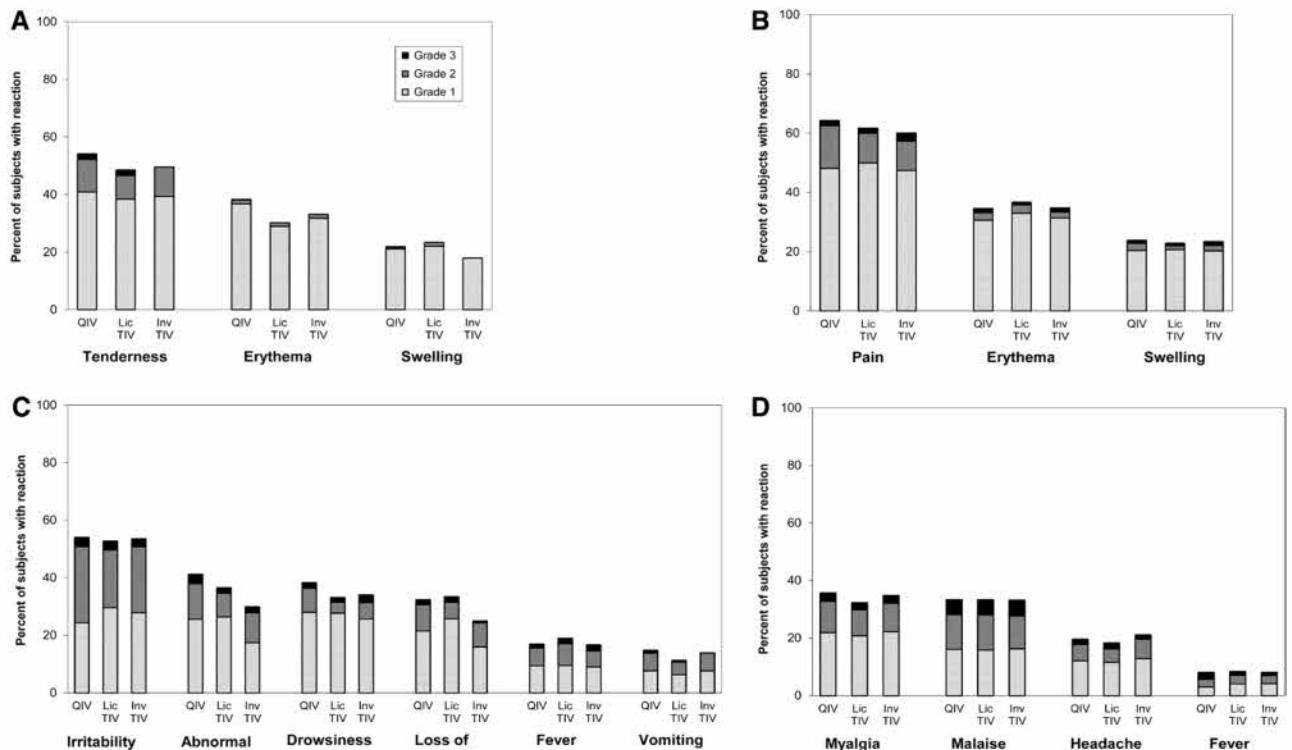 A
Percent of subjects with reaction
100
80
60
40
20
0
Grade 3
Grade 2
Grade 1
QIV Lic TIV Inv TIV QIV Lic TIV Inv TIV QIV Lic TIV Inv TIV
Tenderness Erythema Swelling
B
Percent of subjects with reaction
100
80
60
40
20
0
QIV Lic TIV Inv TIV QIV Lic TIV Inv TIV QIV Lic TIV Inv TIV
Pain Erythema Swelling
C
Percent of subjects with reaction
100
80
60
40
20
0
QIV Lic TIV Inv TIV QIV Lic TIV Inv TIV QIV Lic TIV Inv TIV QIV Lic TIV Inv TIV QIV Lic TIV Inv TIV QIV Lic TIV Inv TIV
Irritability Abnormal Drowsiness Loss of Fever Vomiting
D
Percent of subjects with reaction
100
80
60
40
20
0
QIV Lic TIV Inv TIV QIV Lic TIV Inv TIV QIV Lic TIV Inv TIV QIV Lic TIV Inv TIV
Myalgia Malaise Headache Fever